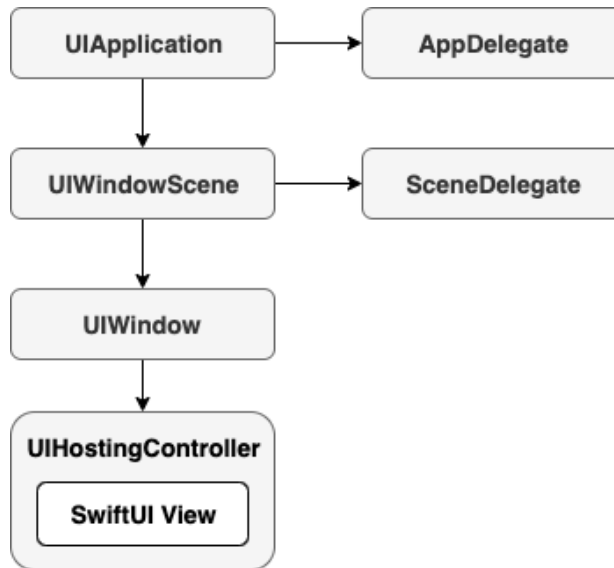 UIApplication
AppDelegate
UIWindowScene
SceneDelegate
UIWindow
UIHostingController
SwiftUI View